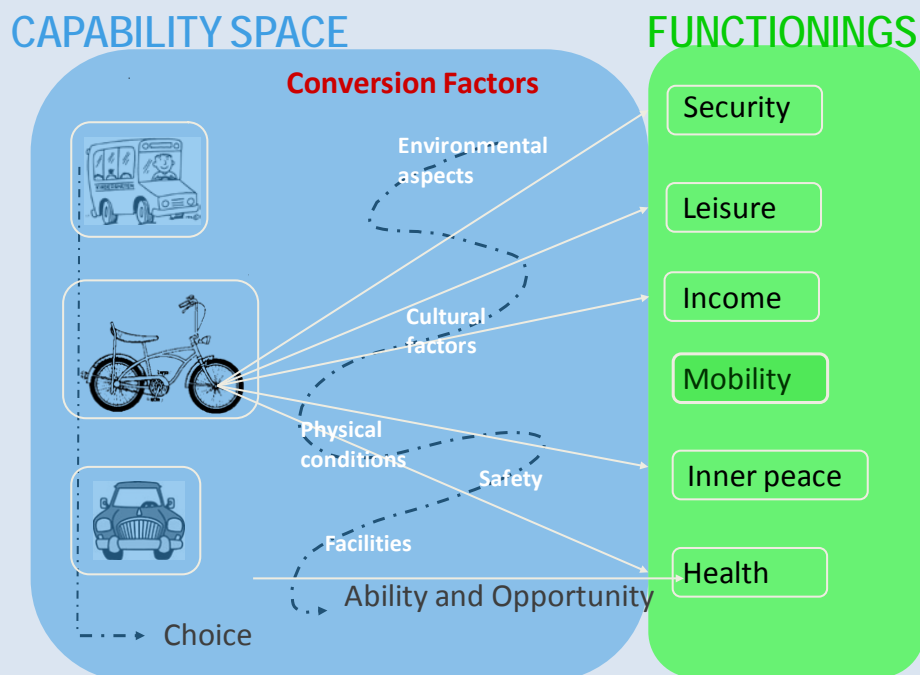 CAPABILITY SPACE
FUNCTIONINGS
Conversion Factors
Environmental
aspects
Cultural
factors
Physical
conditions
Safety
Facilities
Ability and Opportunity
Choice
Security
Leisure
Income
Mobility
Inner peace
Health